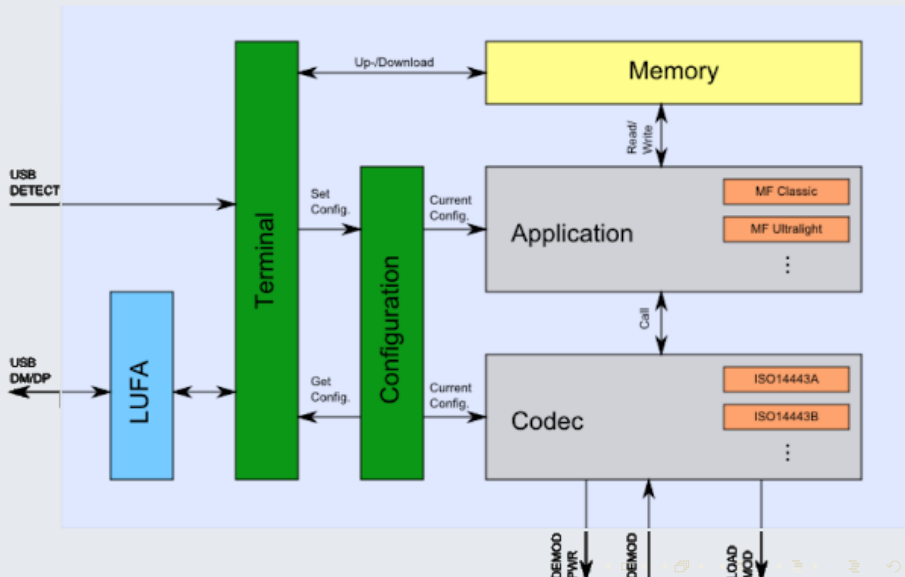 Up-/Download
Memory
Read/
Write
USB
DETECT
Set
Config.
Current
Config.
MF Classic
Application
MF Ultralight
⋮
Terminal
Configuration
Call
USB
DM/DP
LUFA
Get
Config.
Current
Config.
ISO14443A
Codec
ISO14443B
⋮
DEMOD
PWR
DEMOD
LOAD
MOD